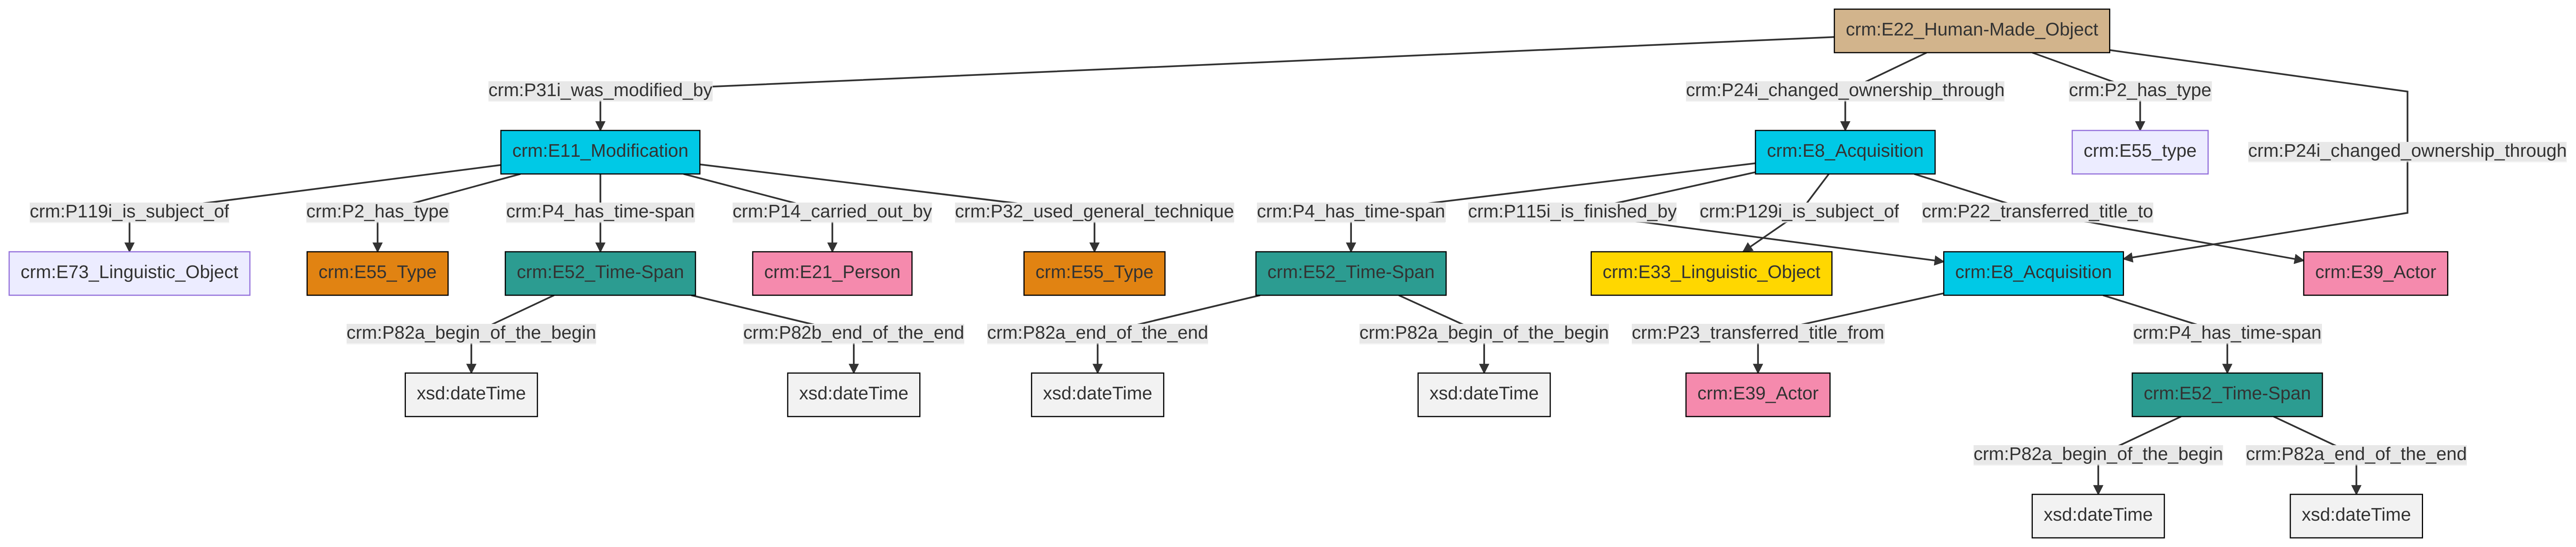 crm:E22_Human-Made_Object
crm:P31i_was_modified_by
crm:P24i_changed_ownership_through
crm:P2_has_type
crm:E11_Modification
crm:E8_Acquisition
crm:E55_type
crm:P24i_changed_ownership_through
crm:P119i_is_subject_of
crm:P2_has_type
crm:P4_has_time-span
crm:P14_carried_out_by
crm:P32_used_general_technique
crm:P4_has_time-span
crm:P115i_is_finished_by
crm:P129i_is_subject_of
crm:P22_transferred_title_to
crm:E73_Linguistic_Object
crm:E55_Type
crm:E52_Time-Span
crm:E21_Person
crm:E55_Type
crm:E52_Time-Span
crm:E33_Linguistic_Object
crm:E8_Acquisition
crm:E39_Actor
crm:P82a_begin_of_the_begin
crm:P82b_end_of_the_end
crm:P82a_end_of_the_end
crm:P82a_begin_of_the_begin
crm:P23_transferred_title_from
crm:P4_has_time-span
xsd:dateTime
xsd:dateTime
xsd:dateTime
xsd:dateTime
crm:E39_Actor
crm:E52_Time-Span
crm:P82a_begin_of_the_begin
crm:P82a_end_of_the_end
xsd:dateTime
xsd:dateTime